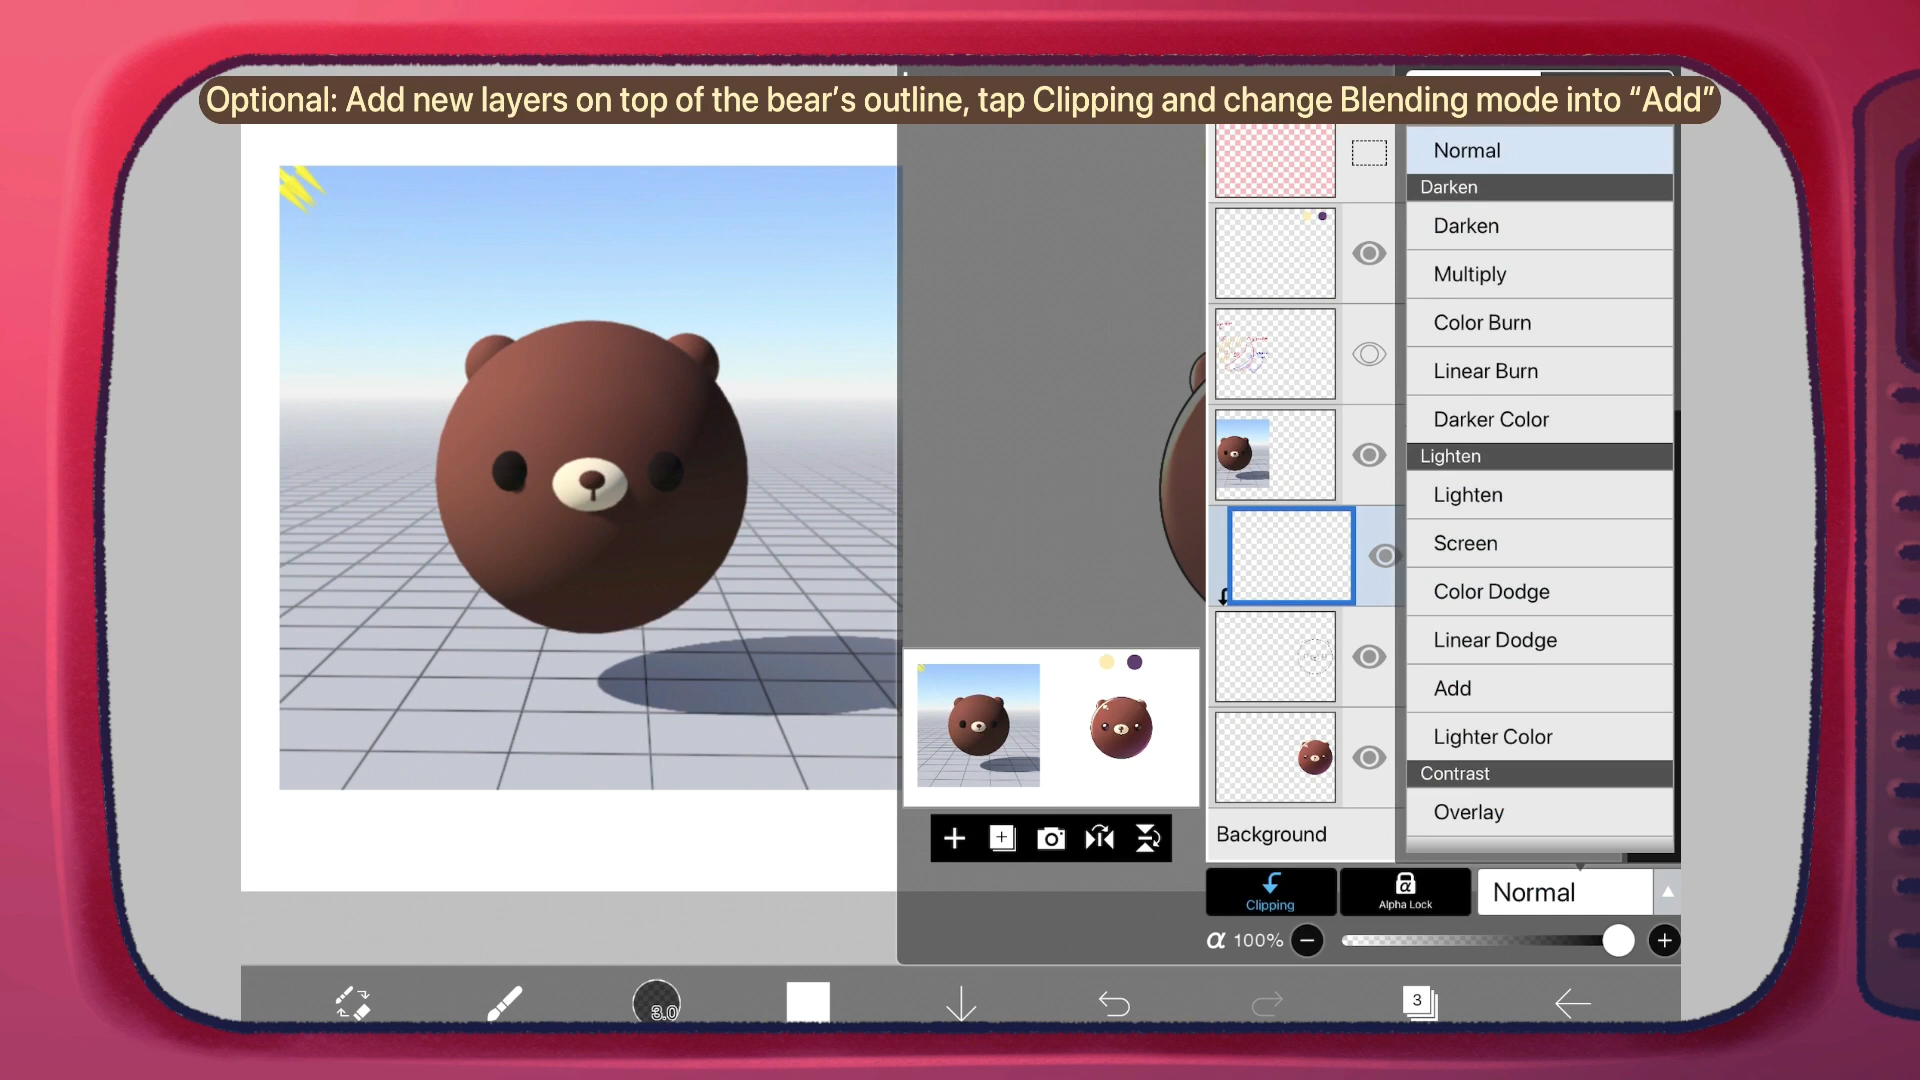 Optional: Add new layers on top of the bear’s outline, tap Clipping and change Blending mode into “Add”
Normal
Darken
Darken
Multiply
Color Burn
Linear Burn
Darker Color
Lighten
Lighten
Screen
Color Dodge
Linear Dodge
Add
Lighter Color
Contrast
Overlay
Background
Clipping
α
Alpha Lock
Normal
α 100%
3.0
3